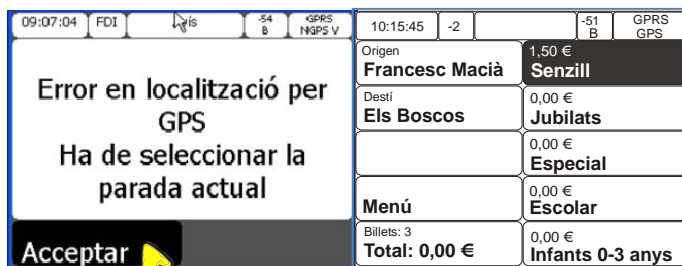 09:07:04 FDI ís -54 B GPRS NGPS V
Error en localització per
GPS
Ha de seleccionar la
parada actual
Acceptar
10:15:45 -2 -51 B GPRS GPS
Origen
Francesc Macià
1,50 €
Senzill
Destí
Els Boscos
0,00 €
Jubilats
0,00 €
Especial
Menú
0,00 €
Escolar
Billets: 3
Total: 0,00 €
0,00 €
Infants 0-3 anys